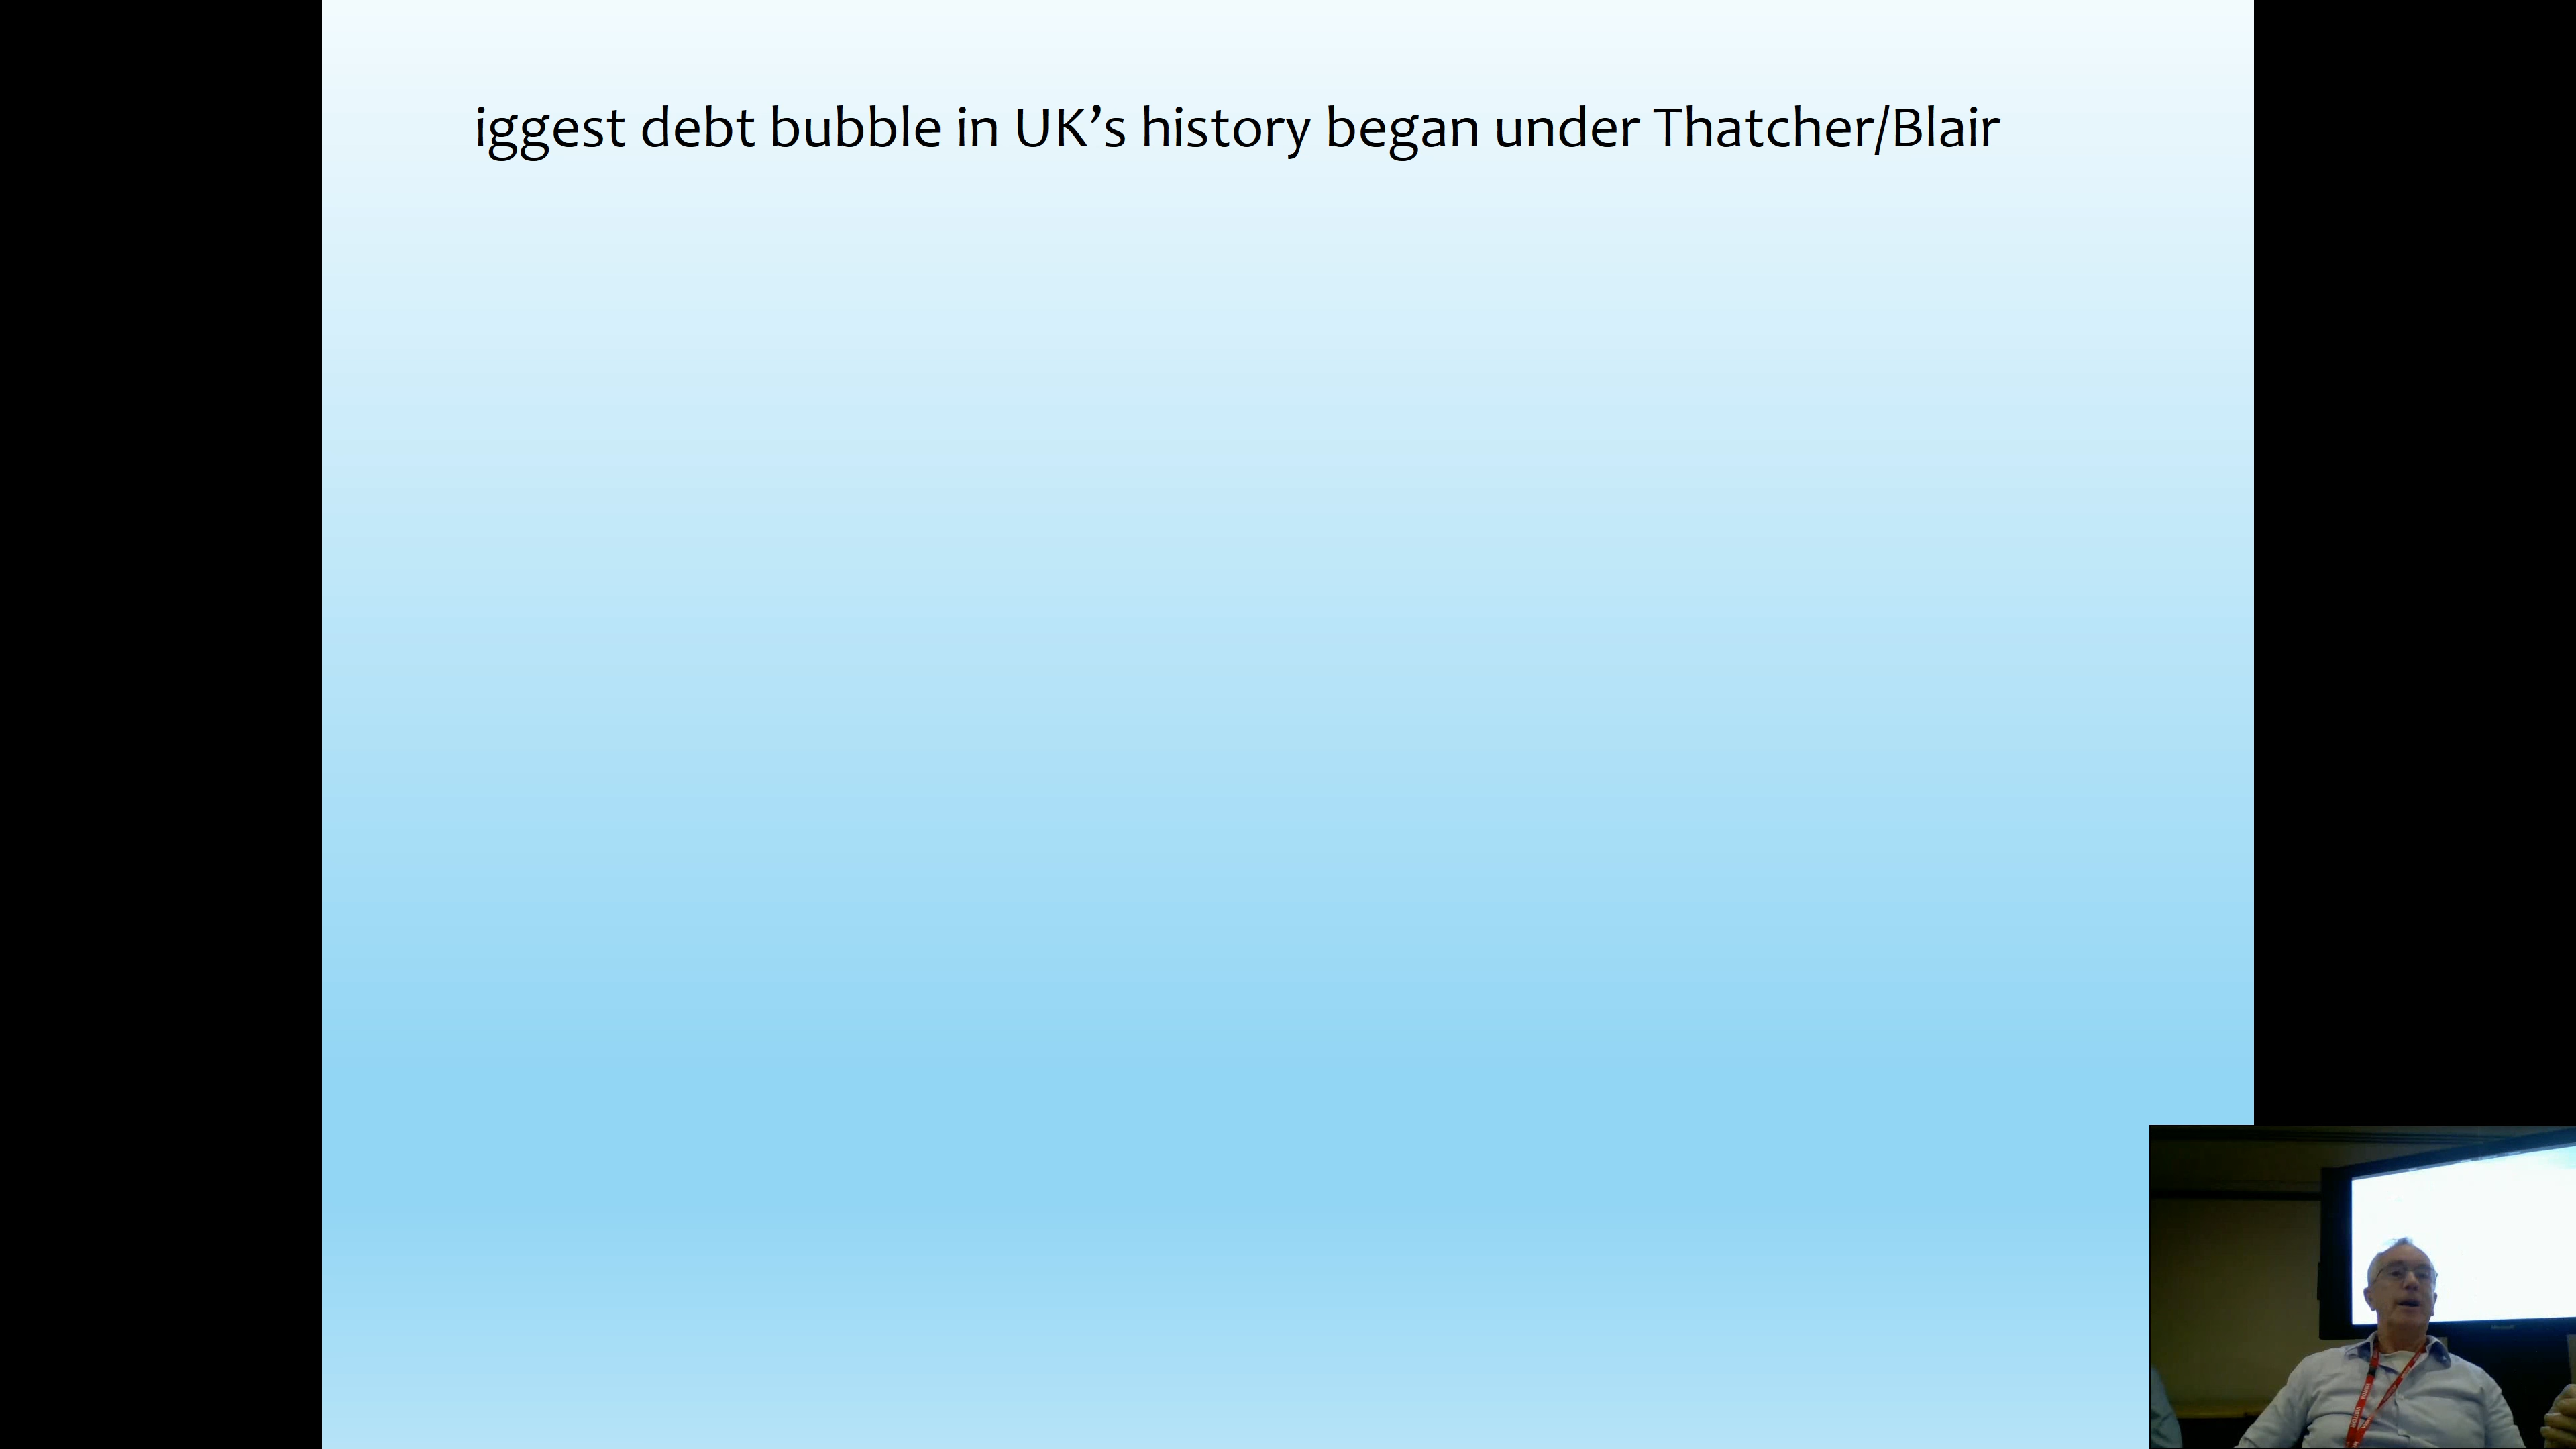 iggest debt bubble in UK’s history began under Thatcher/Blair